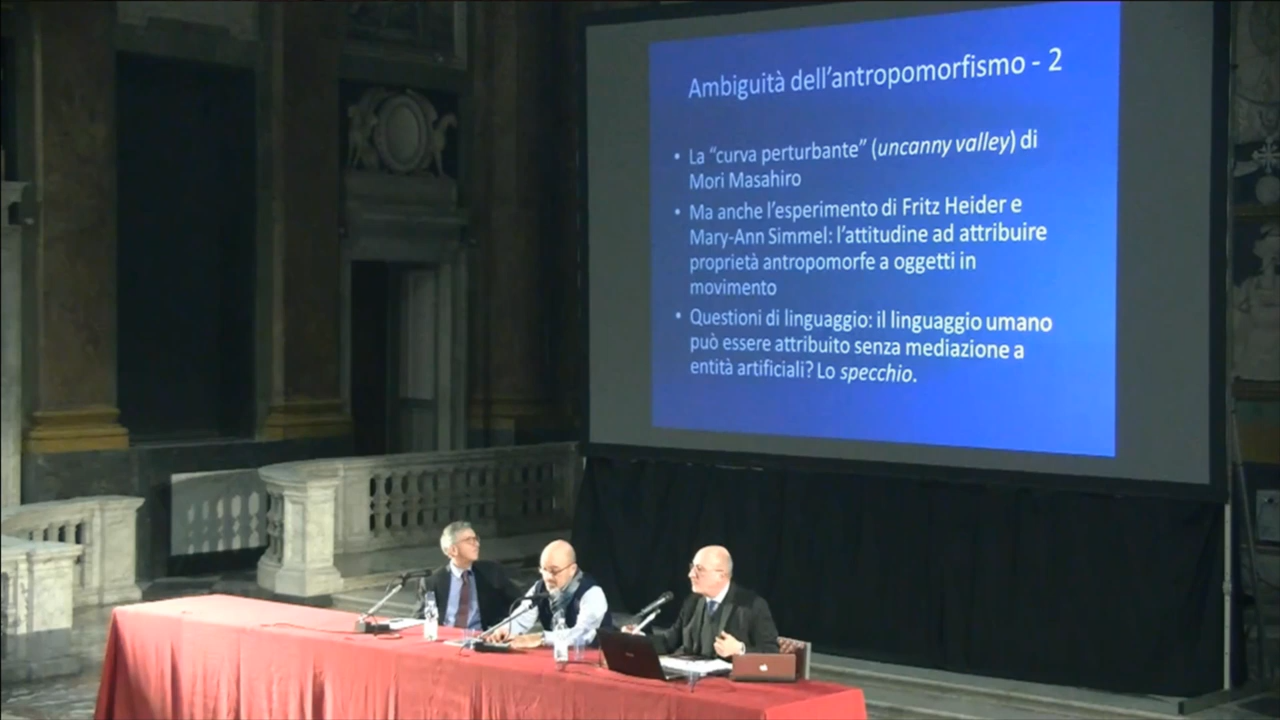 Ambiguità dell'antropomorfismo - 2
• La "curva perturbante" (uncanny valley) di
Mori Masahiro
• Ma anche l'esperimento di Fritz Heider e
Mary-Ann Simmel: l'attitudine ad attribuire
proprietà antropomorfe a oggetti in
movimento
• Questioni di linguaggio: il linguaggio umano
può essere attribuito senza mediazione a
entità artificiali? Lo specchio.